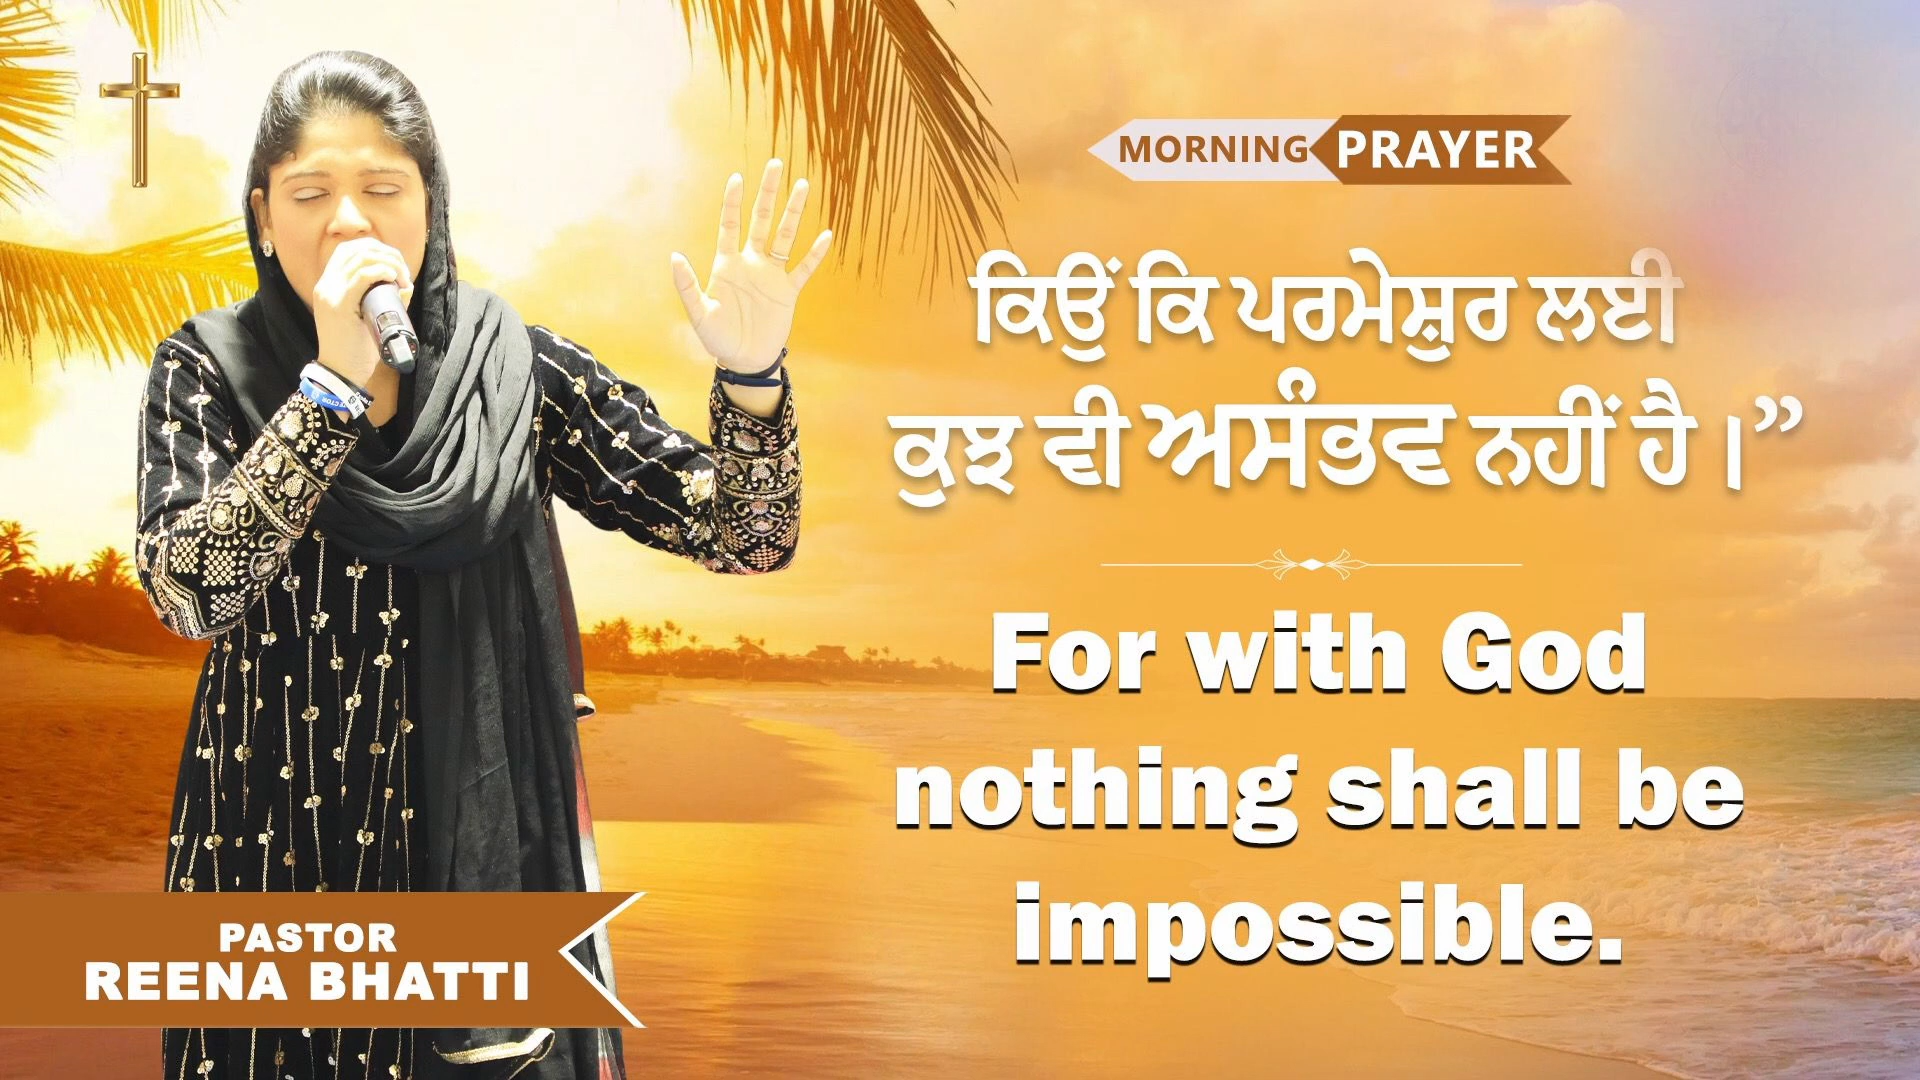 MORNING PRAYER
ਕਿਉਂ ਕਿ ਪਰਮੇਸ਼ੁਰ ਲਈ
ਕੁਝ ਵੀ ਅਸੰਭਵ ਨਹੀਂ ਹੈ।”
For with God
nothing shall be
impossible.
PASTOR
REENA BHATTI